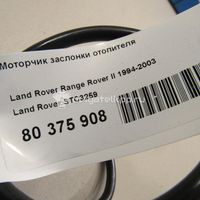 Моторчик заслонки отопителя
Land Rover Range Rover II 1994-2003
Land Rover STC3259
80 375 908